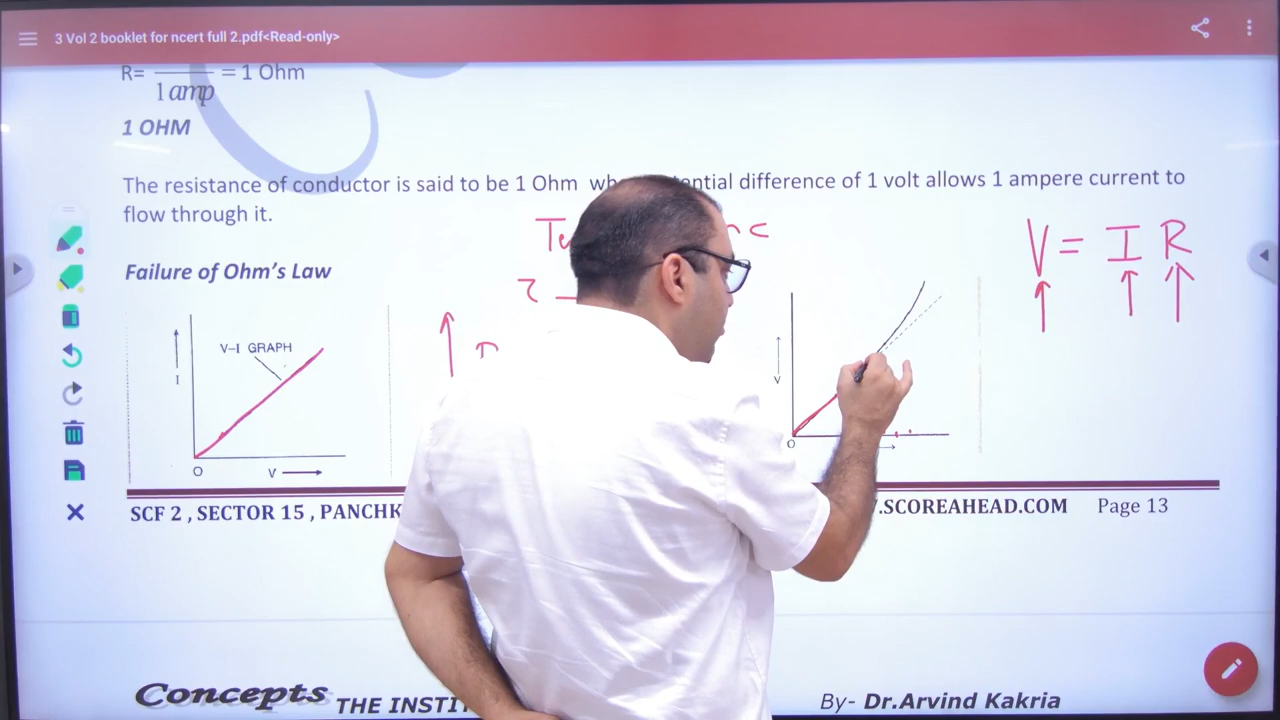 3 Vol 2 booklet for ncert full 2.pdf<Read-only>
R= /1 amp = 1 Ohm
1 OHM
The resistance of conductor is said to be 1 Ohm difference of 1 volt allows 1 ampere current to
flow through it.
V = I R
Failure of Ohm's Law
V–I GRAPH
I
V
O
V
O
SCF 2 , SECTOR 15 , .SCOREAHEAD.COM Page 13
Concepts THE By- Dr.Arvind Kakria